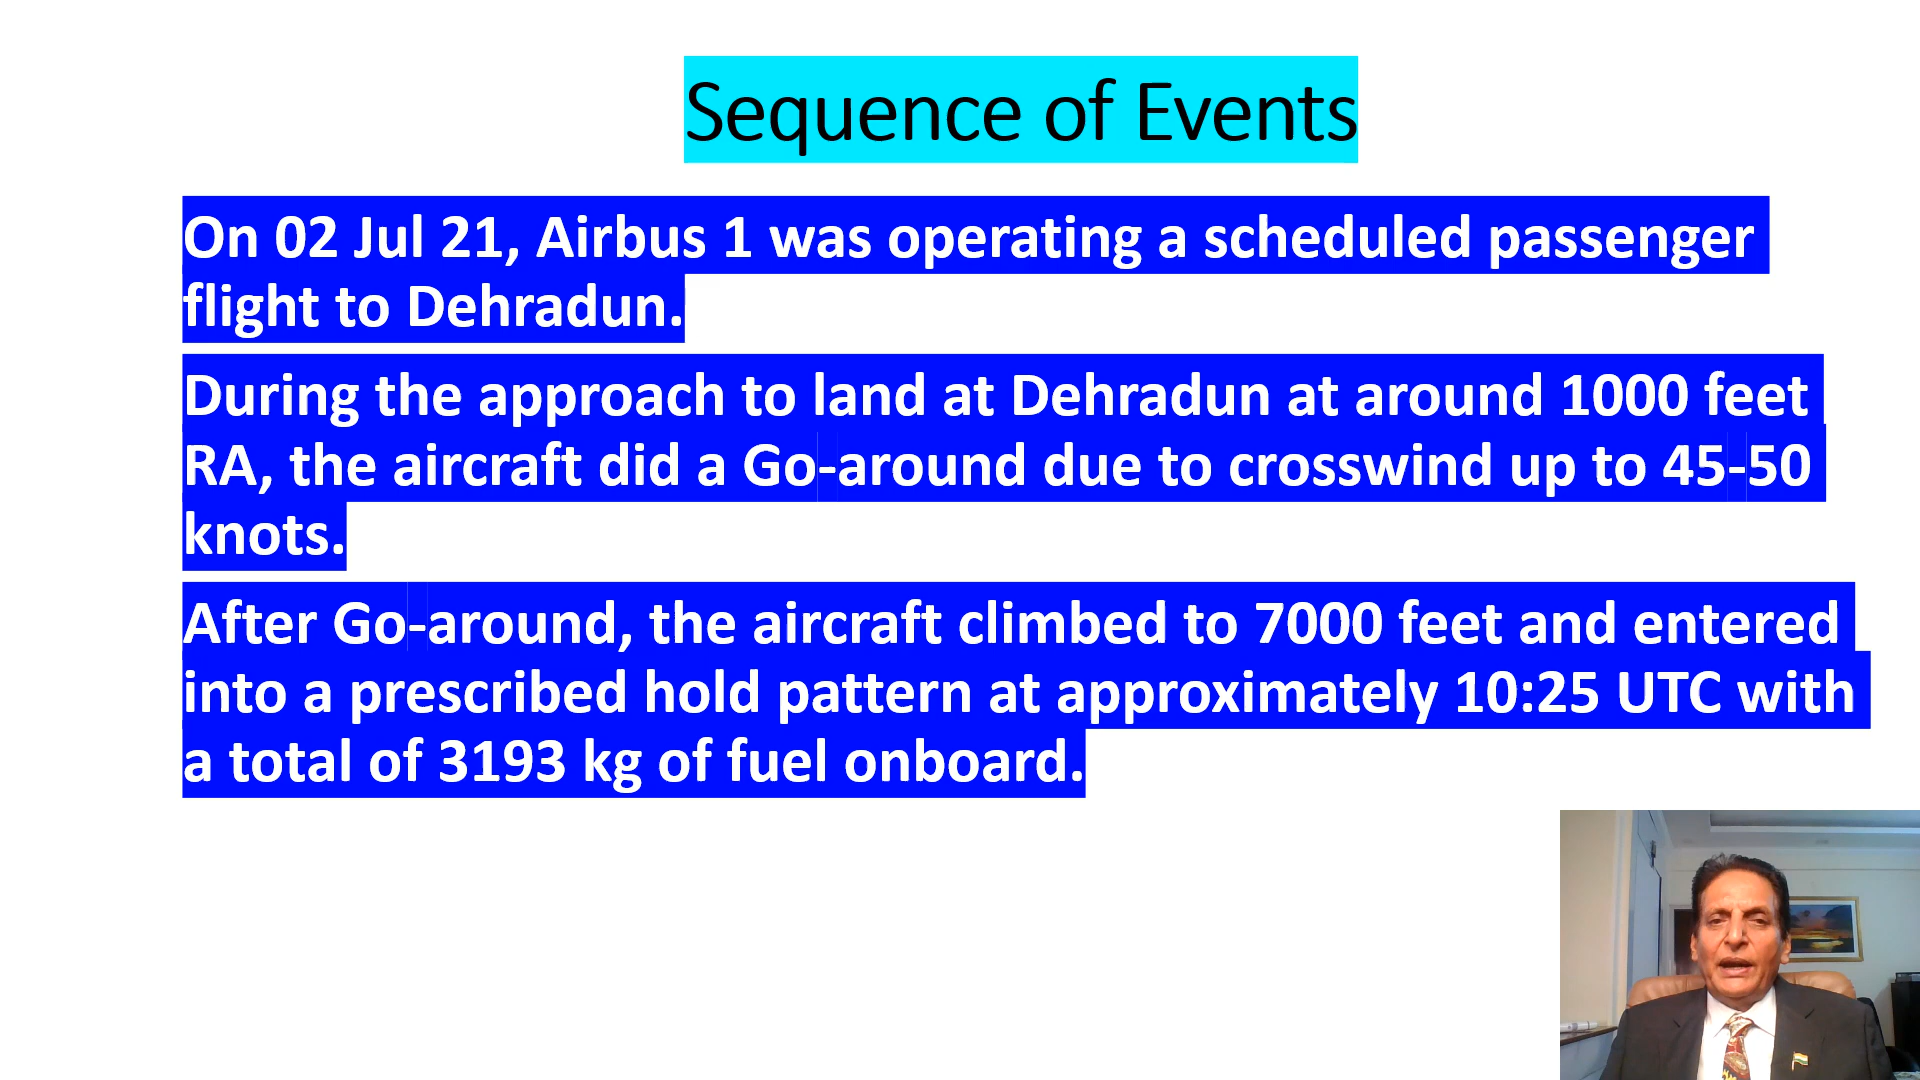 Sequence of Events
On 02 Jul 21, Airbus 1 was operating a scheduled passenger
flight to Dehradun.
During the approach to land at Dehradun at around 1000 feet
RA, the aircraft did a Go-around due to crosswind up to 45-50
knots.
After Go-around, the aircraft climbed to 7000 feet and entered
into a prescribed hold pattern at approximately 10:25 UTC with
a total of 3193 kg of fuel onboard.